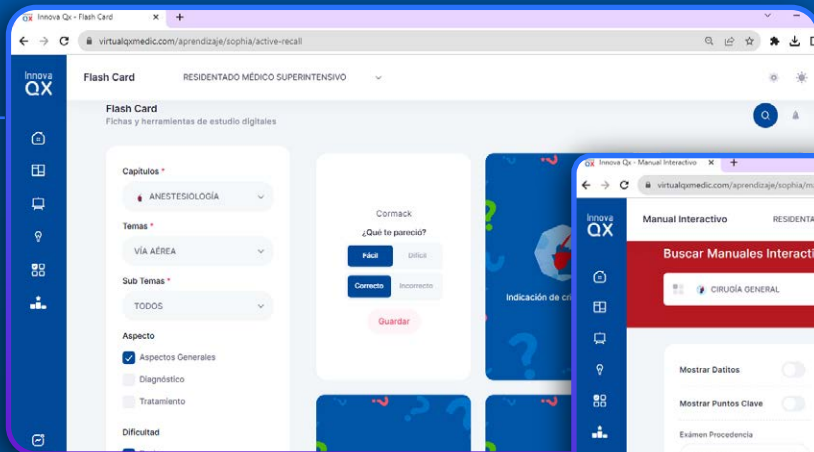 Innova Qx - Flash Card
virtualqxmedic.com/aprendizaje/sophia/active-recall
Innova
QX
Flash Card
RESIDENTADO MÉDICO SUPERINTENSIVO
Flash Card
Fichas y herramientas de estudio digitales
Capítulos *
ANESTESIOLOGÍA
Temas *
VÍA AÉREA
Sub Temas *
TODOS
Aspecto
Aspectos Generales
Diagnóstico
Tratamiento
Dificultad
Cormack
¿Qué te pareció?
Fácil
Difícil
Correcto
Incorrecto
Guardar
Indicación de
Innova Qx - Manual Interactivo
virtualqxmedic.com/aprendizaje/sophia/
Innova
QX
Manual Interactivo
RESIDENTA
Buscar Manuales Interacti
CIRUGÍA GENERAL
Mostrar Datitos
Mostrar Puntos Clave
Exámen Procedencia